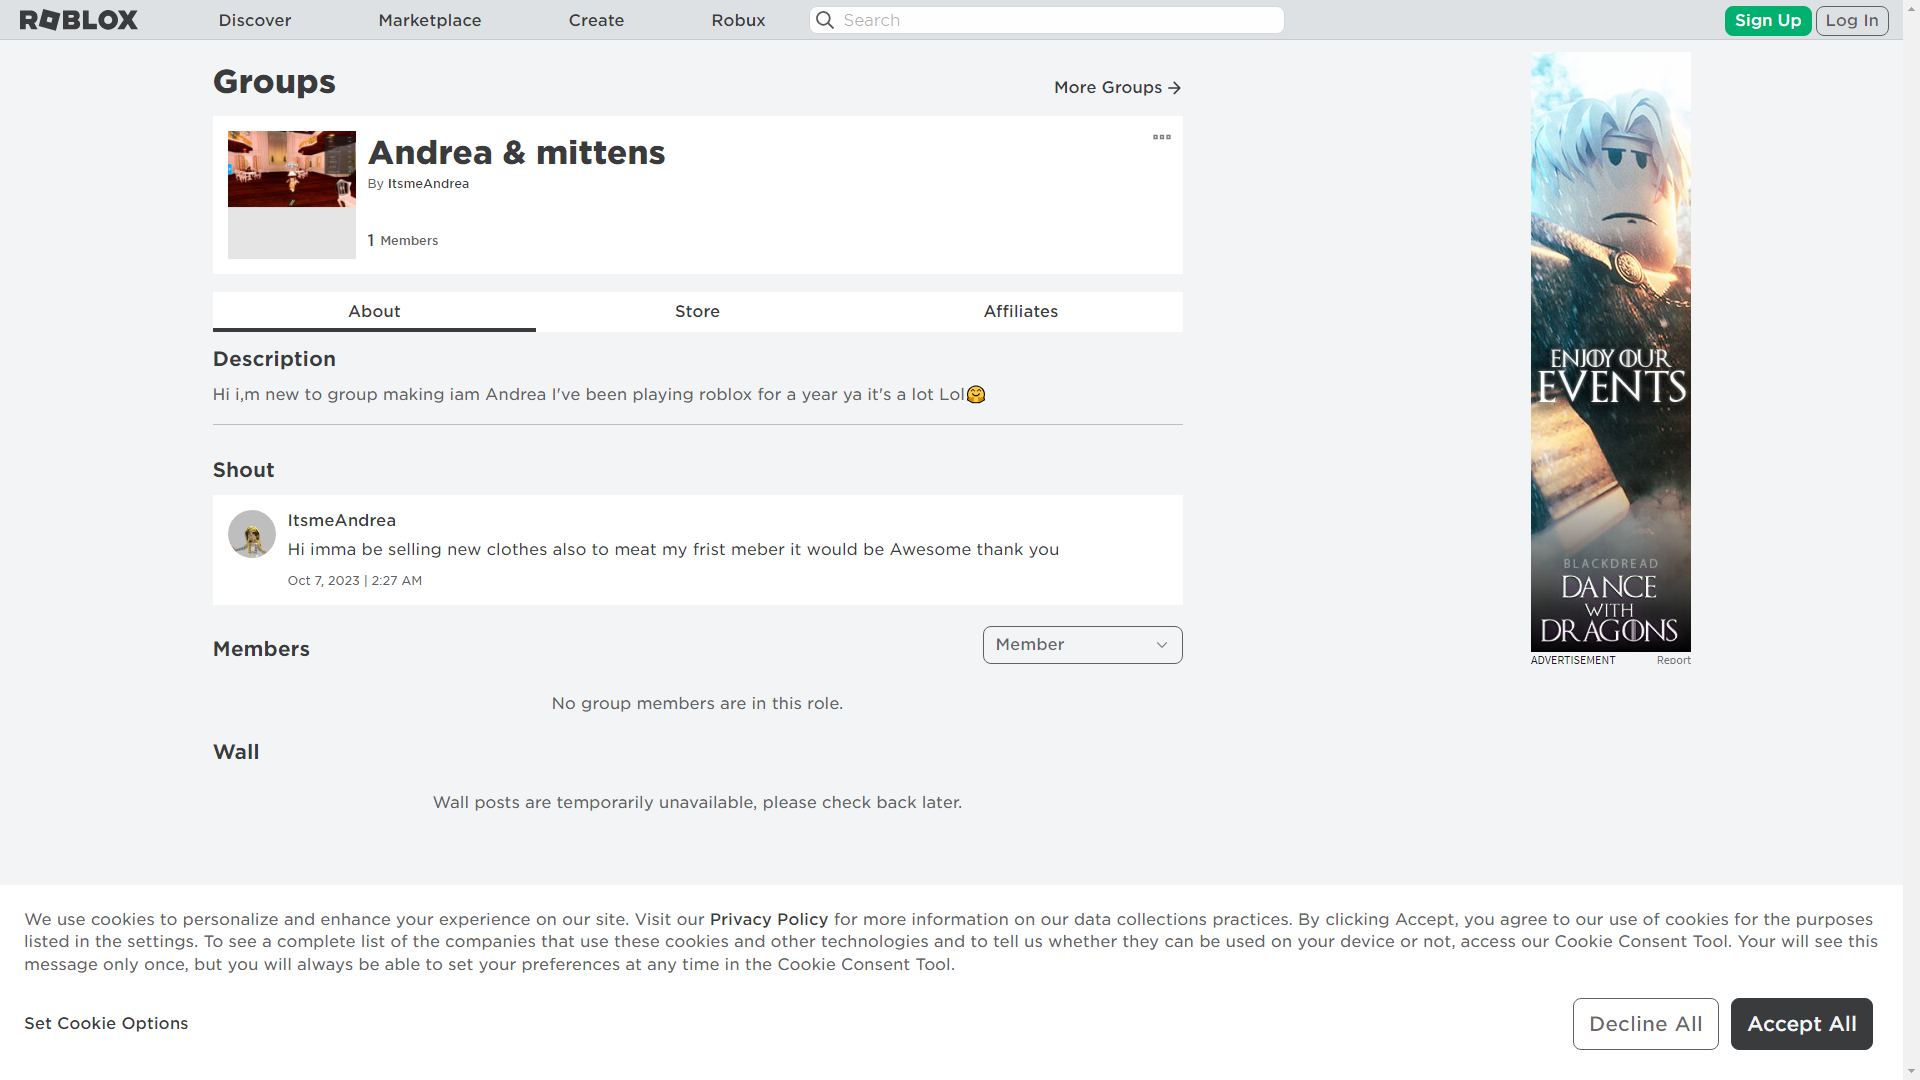 ROBLOX
Discover
Marketplace
Create
Robux
Search
Sign Up
Log In
Groups
More Groups
Andrea & mittens
By ItsmeAndrea
1 Members
About
Store
Affiliates
Description
Hi i,m new to group making iam Andrea I've been playing roblox for a year ya it's a lot Lol🤗
Shout
ItsmeAndrea
Hi imma be selling new clothes also to meat my frist meber it would be Awesome thank you
Oct 7, 2023 | 2:27 AM
Members
Member
No group members are in this role.
Wall
Wall posts are temporarily unavailable, please check back later.
ENJOY OUR
EVENTS
BLACKDREAD
DANCE
WITH
DRAGONS
ADVERTISEMENT
Report
We use cookies to personalize and enhance your experience on our site. Visit our Privacy Policy for more information on our data collections practices. By clicking Accept, you agree to our use of cookies for the purposes
listed in the settings. To see a complete list of the companies that use these cookies and other technologies and to tell us whether they can be used on your device or not, access our Cookie Consent Tool. Your will see this
message only once, but you will always be able to set your preferences at any time in the Cookie Consent Tool.
Set Cookie Options
Decline All
Accept All